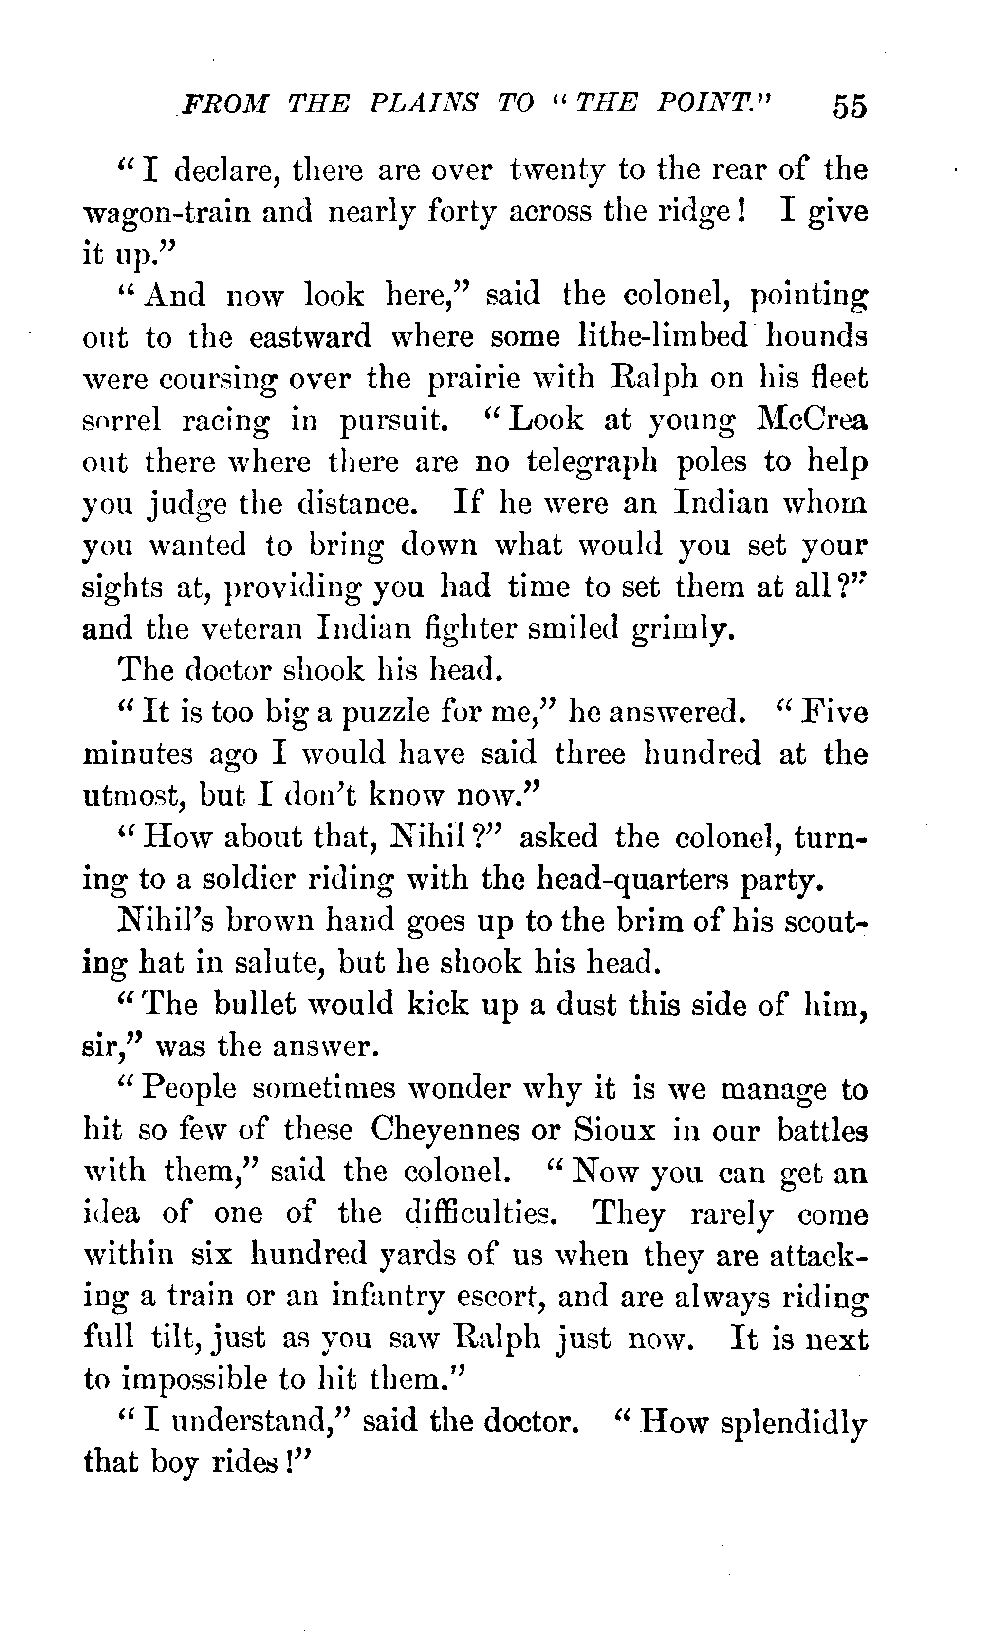 FROM THE PLAINS TO "THE POINT." 55
"I declare, there are over twenty to the rear of the
wagon-train and nearly forty across the ridge! I give
it up."
"And now look here," said the colonel, pointing
out to the eastward where some lithe-limbed hounds
were coursing over the prairie with Ralph on his fleet
sorrel racing in pursuit. "Look at young McCrea
out there where there are no telegraph poles to help
you judge the distance. If he were an Indian whom
you wanted to bring down what would you set your
sights at, providing you had time to set them at all?"
and the veteran Indian fighter smiled grimly.
The doctor shook his head.
"It is too big a puzzle for me," he answered. "Five
minutes ago I would have said three hundred at the
utmost, but I don't know now."
"How about that, Nihil?" asked the colonel, turn-
ing to a soldier riding with the head-quarters party.
Nihil's brown hand goes up to the brim of his scout-
ing hat in salute, but he shook his head.
"The bullet would kick up a dust this side of him,
sir," was the answer.
"People sometimes wonder why it is we manage to
hit so few of these Cheyennes or Sioux in our battles
with them," said the colonel. "Now you can get an
idea of one of the difficulties. They rarely come
within six hundred yards of us when they are attack-
ing a train or an infantry escort, and are always riding
full tilt, just as you saw Ralph just now. It is next
to impossible to hit them."
"I understand," said the doctor. "How splendidly
that boy rides!"